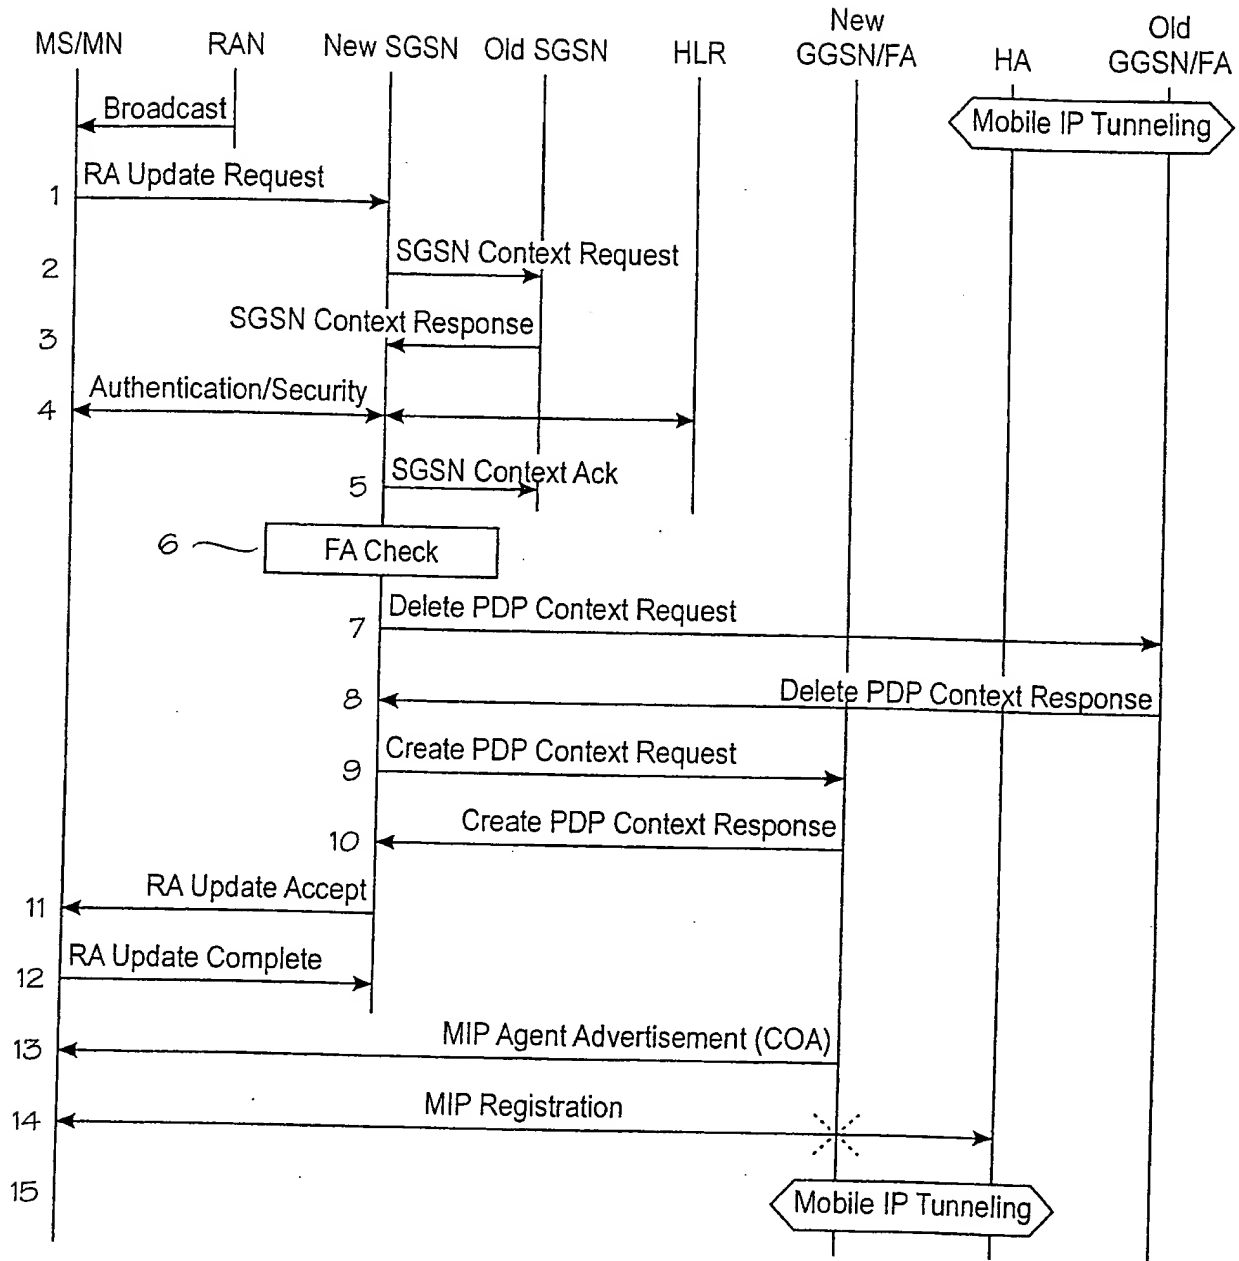 MS/MN
RAN
New SGSN
Old SGSN
HLR
New
GGSN/FA
HA
Old
GGSN/FA
Broadcast
Mobile IP Tunneling
1 RA Update Request
2 SGSN Context Request
3 SGSN Context Response
4 Authentication/Security
5 SGSN Context Ack
6 FA Check
7 Delete PDP Context Request
8 Delete PDP Context Response
9 Create PDP Context Request
10 Create PDP Context Response
11 RA Update Accept
12 RA Update Complete
13 MIP Agent Advertisement (COA)
14 MIP Registration
15 Mobile IP Tunneling